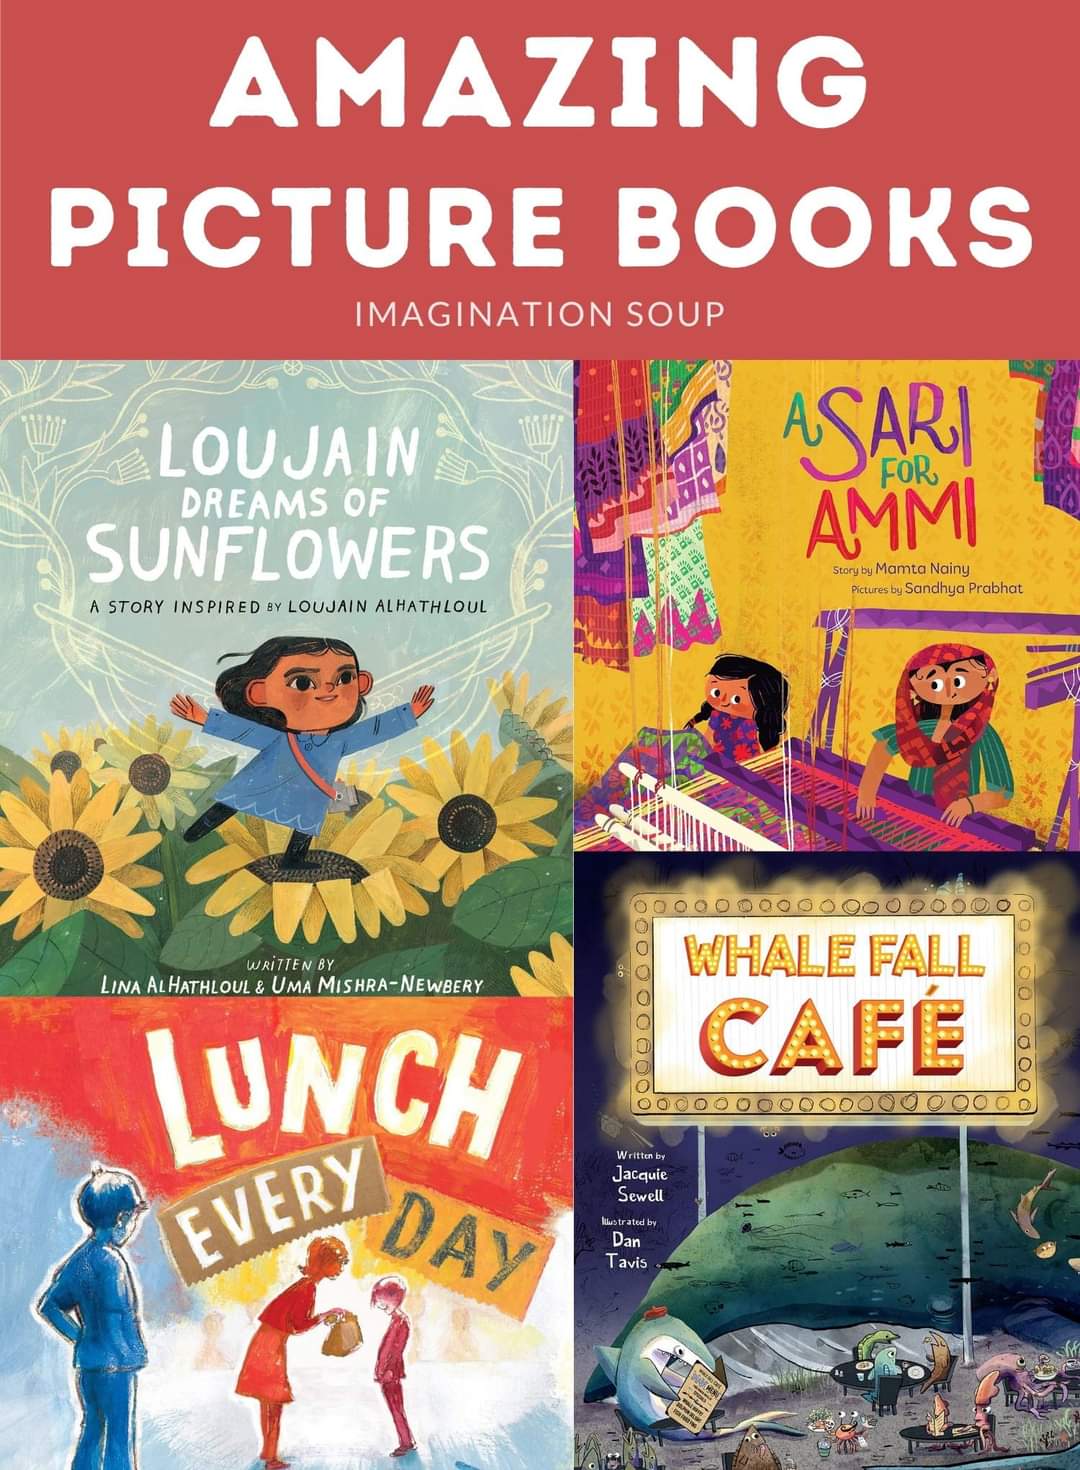 AMAZING
PICTURE BOOKS
IMAGINATION SOUP
LOUJAIN
DREAMS OF
SUNFLOWERS
A STORY INSPIRED BY LOUJAIN ALHATHLOUL
WRITTEN BY
LINA ALHATHLOUL & UMA MISHRA-NEWBERY
A SARI
FOR
AMMI
Story by Mamta Nainy
Pictures by Sandhya Prabhat
LUNCH
EVERY
DAY
WHALE FALL
CAFÉ
Written by
Jacquie
Sewell
Illustrated by
Dan
Tavis